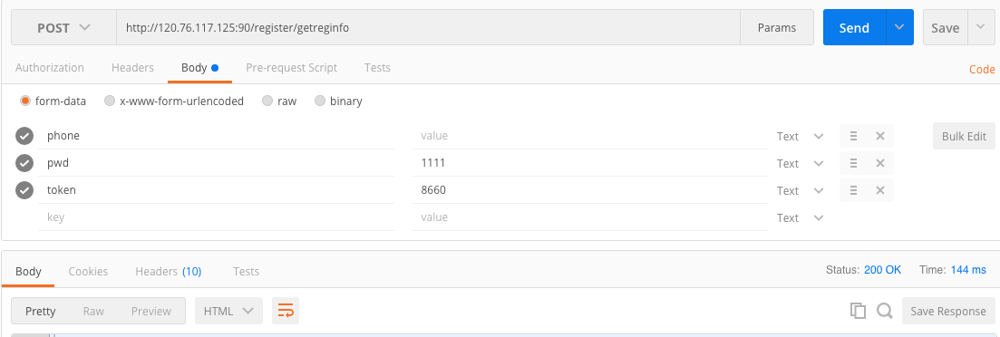 POST http://120.76.117.125:90/register/getreginfo Params Send Save
Authorization Headers Body Pre-request Script Tests Code
form-data x-www-form-urlencoded raw binary
phone value Text Bulk Edit
pwd 1111 Text
token 8660 Text
key value Text
Body Cookies Headers (10) Tests Status: 200 OK Time: 144 ms
Pretty Raw Preview HTML Save Response